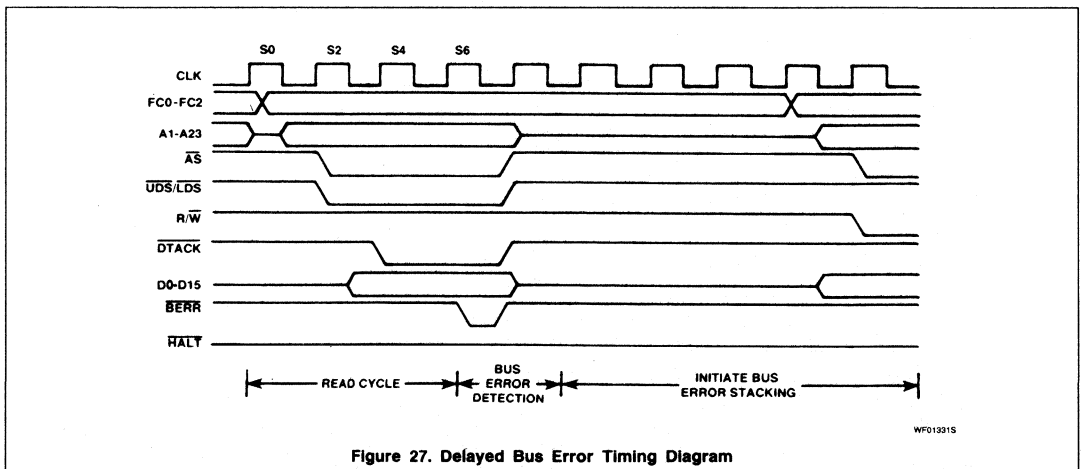 S0 S2 S4 S6
CLK
FC0-FC2
A1-A23
AS
UDS/LDS
R/W
DTACK
D0-D15
BERR
HALT
READ CYCLE
BUS
ERROR
DETECTION
INITIATE BUS
ERROR STACKING
WF01331S
Figure 27. Delayed Bus Error Timing Diagram